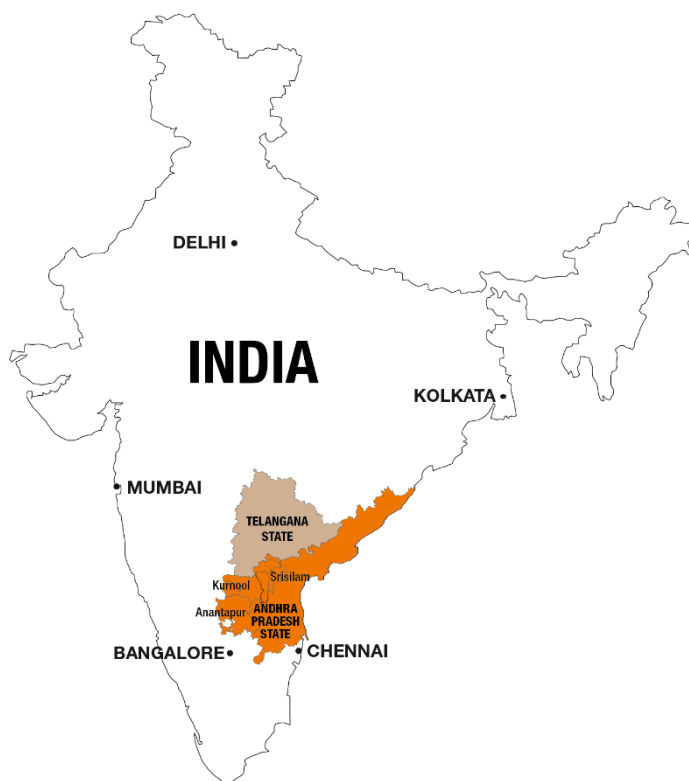 DELHI
INDIA
KOLKATA
MUMBAI
TELANGANA
STATE
Srisilam
Kurnool
Anantapur
ANDHRA
PRADESH
STATE
BANGALORE
CHENNAI